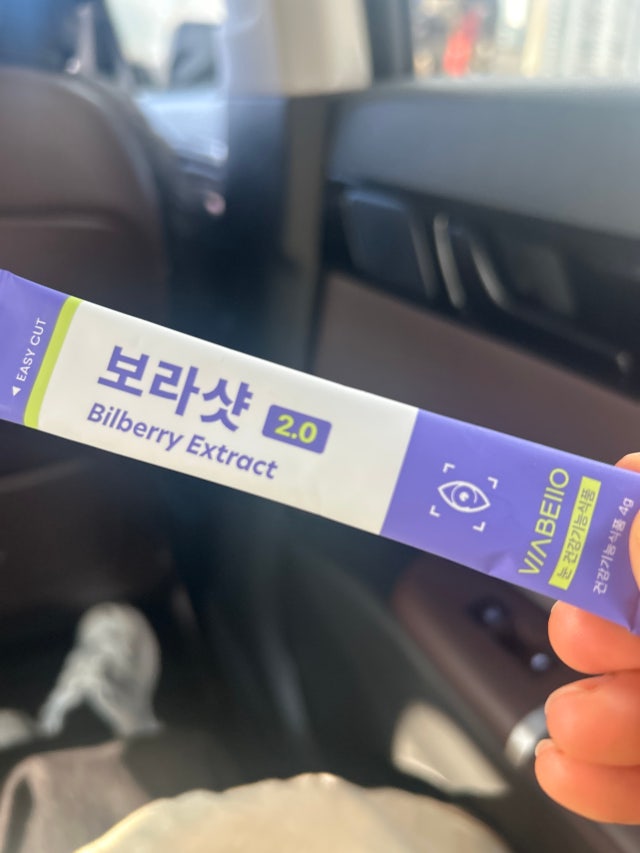 ◀ EASY CUT
보라샷 2.0
Bilberry Extract
VIABEllO
눈 건강기능식품
건강기능식품 4g